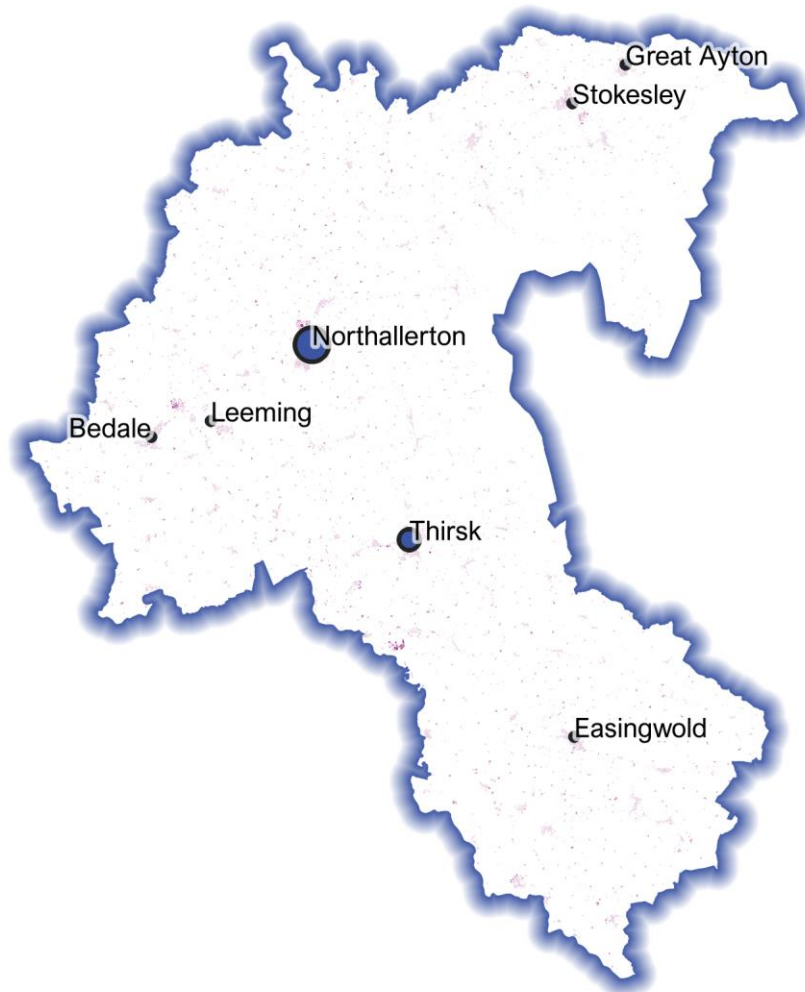 Great Ayton
Stokesley
Northallerton
Leeming
Bedale
Thirsk
Easingwold